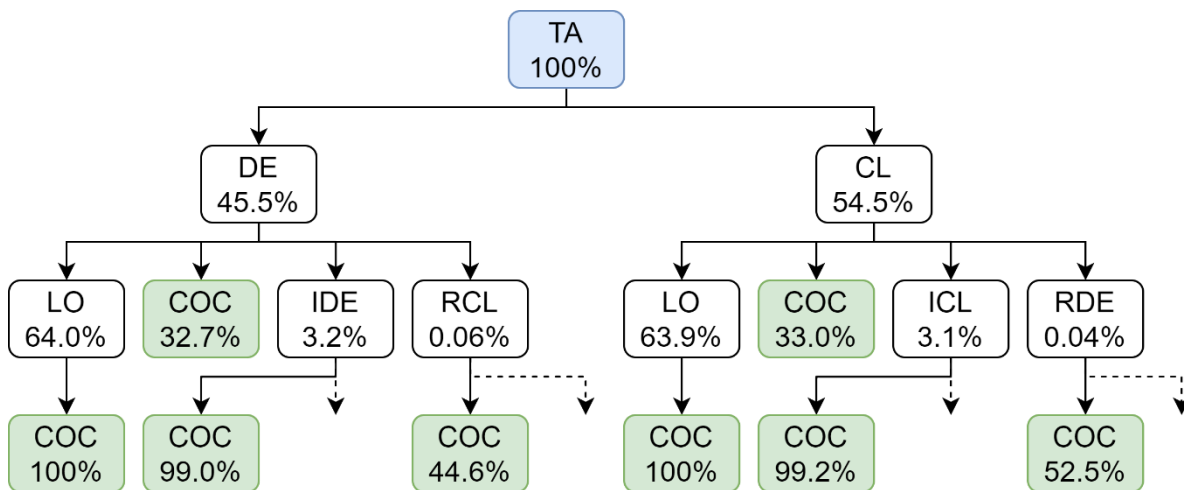 TA
100%
DE
45.5%
CL
54.5%
LO
64.0%
COC
32.7%
IDE
3.2%
RCL
0.06%
LO
63.9%
COC
33.0%
ICL
3.1%
RDE
0.04%
COC
100%
COC
99.0%
COC
44.6%
COC
100%
COC
99.2%
COC
52.5%